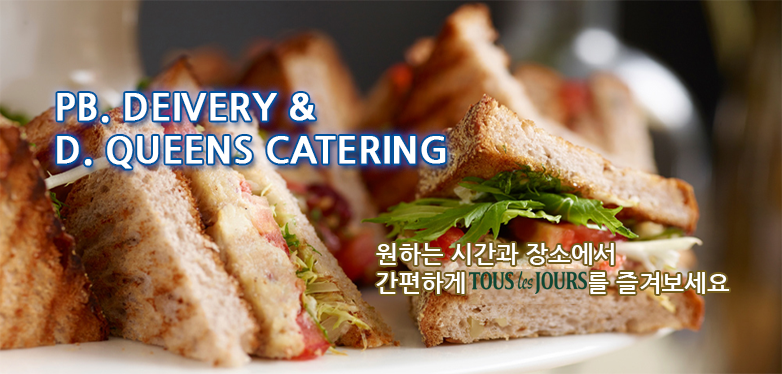 PB. DEIVERY &
D. QUEENS CATERING
원하는 시간과 장소에서
간편하게 TOUS les JOURS를 즐겨보세요